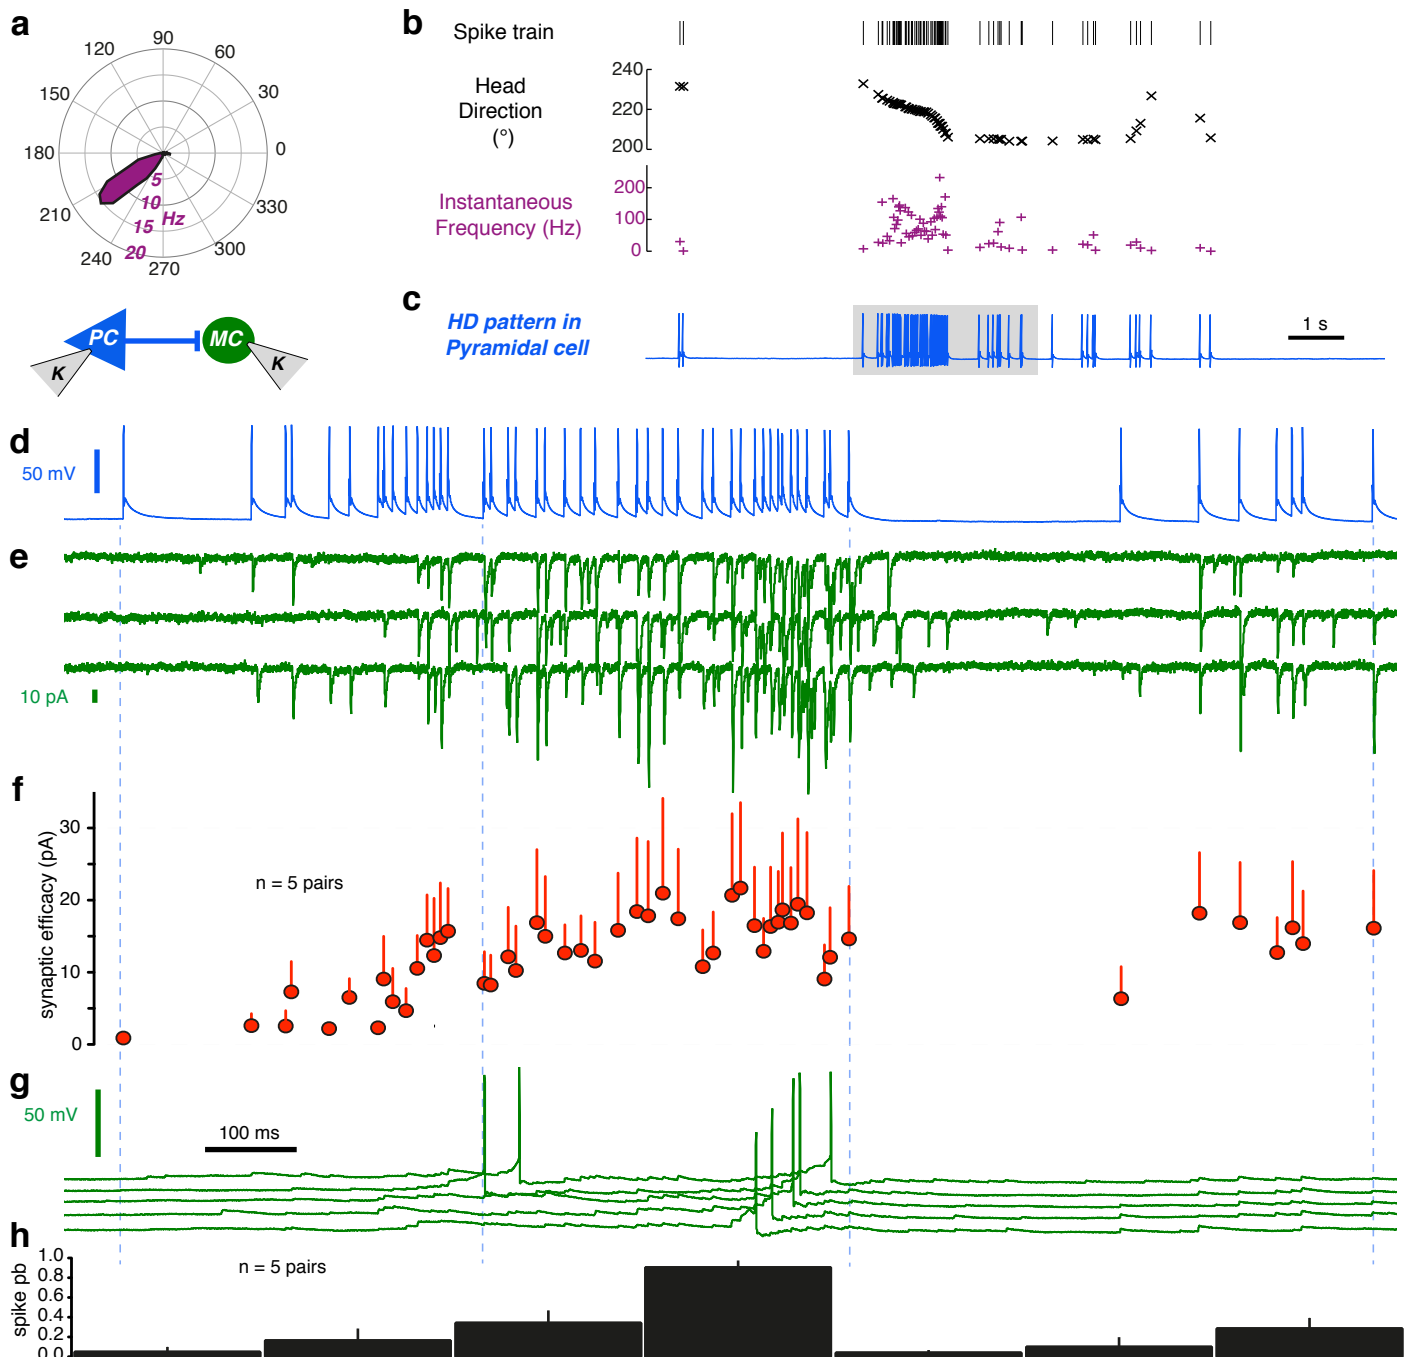 a
90
120
60
150
30
180
0
5
10
210
15
Hz
330
20
240
300
270
b
Spike train
Head
Direction
(°)
240
220
200
Instantaneous
Frequency (Hz)
200
100
0
PC
MC
K
K
c
HD pattern in
Pyramidal cell
1 s
d
50 mV
e
10 pA
f
synaptic efficacy (pA)
30
20
10
0
n = 5 pairs
g
50 mV
100 ms
h
spike pb
1.0
0.8
0.6
0.4
0.2
0.0
n = 5 pairs